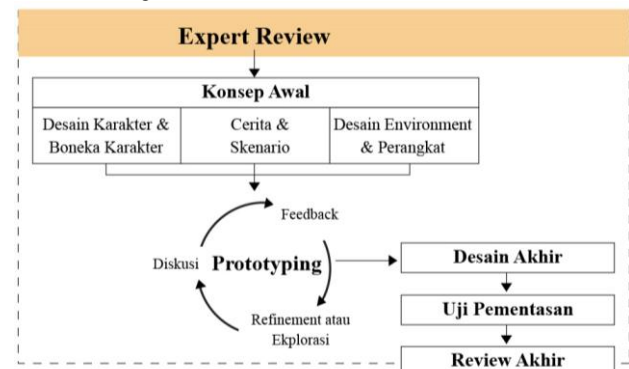 Expert Review
Konsep Awal
Desain Karakter &
Boneka Karakter
Cerita &
Skenario
Desain Environment
& Perangkat
Feedback
Diskusi
Prototyping
Refinement atau
Ekplorasi
Desain Akhir
Uji Pementasan
Review Akhir